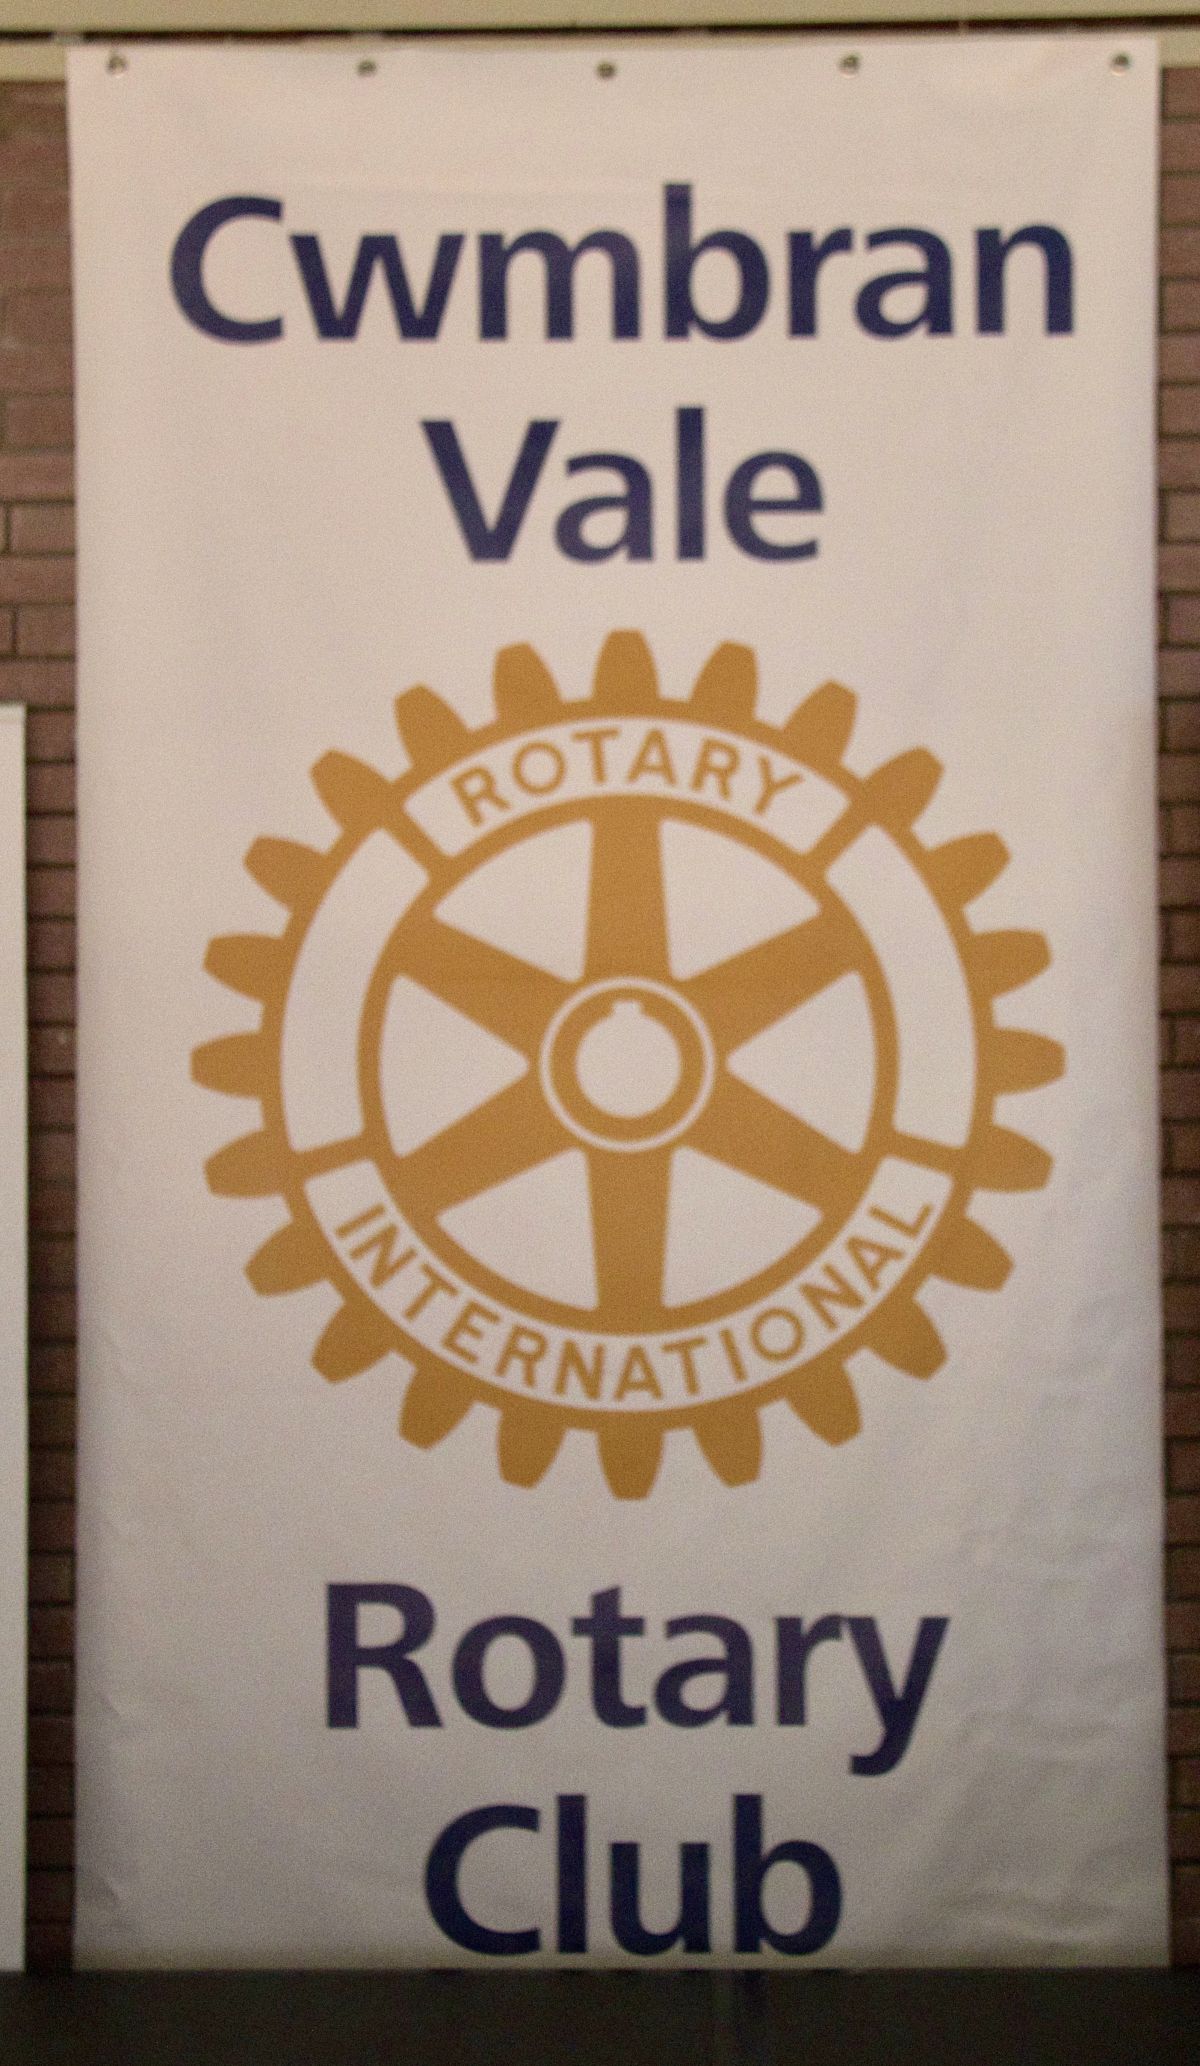 Cwmbran
Vale
ROTARY
INTERNATIONAL
Rotary
Club